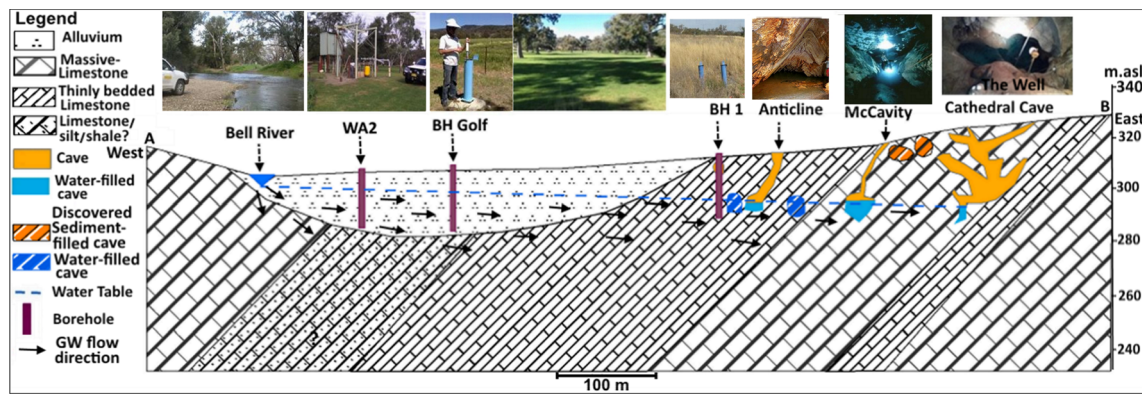 Legend
Alluvium
Massive-
Limestone
Thinly bedded
Limestone
Limestone/
silt/shale?
Cave
Water-filled
cave
Discovered
Sediment-
filled cave
Water-filled
cave
Water Table
Borehole
GW flow
direction
A
West
Bell River
WA2
BH Golf
BH 1
Anticline
McCavity
The Well
Cathedral Cave
B
East
m.asl
340
320
300
280
260
240
?
100 m